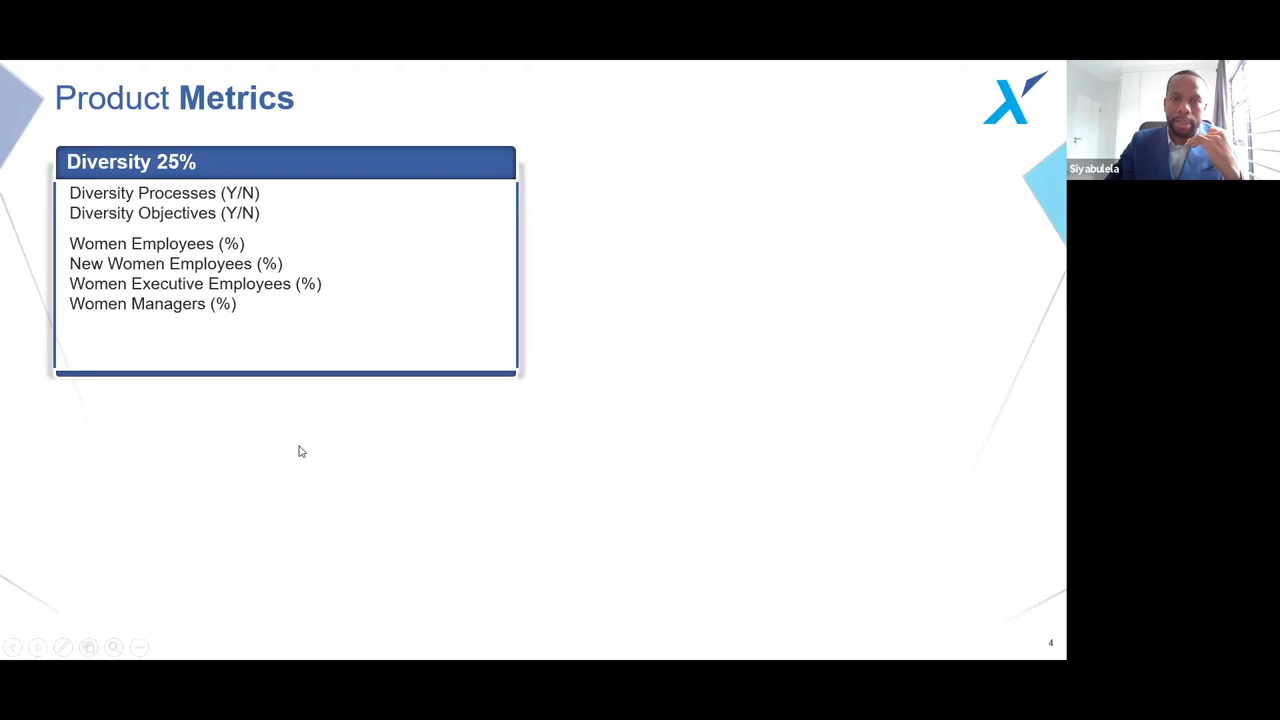 Product Metrics
Diversity 25%
Diversity Processes (Y/N)
Diversity Objectives (Y/N)
Women Employees (%)
New Women Employees (%)
Women Executive Employees (%)
Women Managers (%)
Siyabulela
4